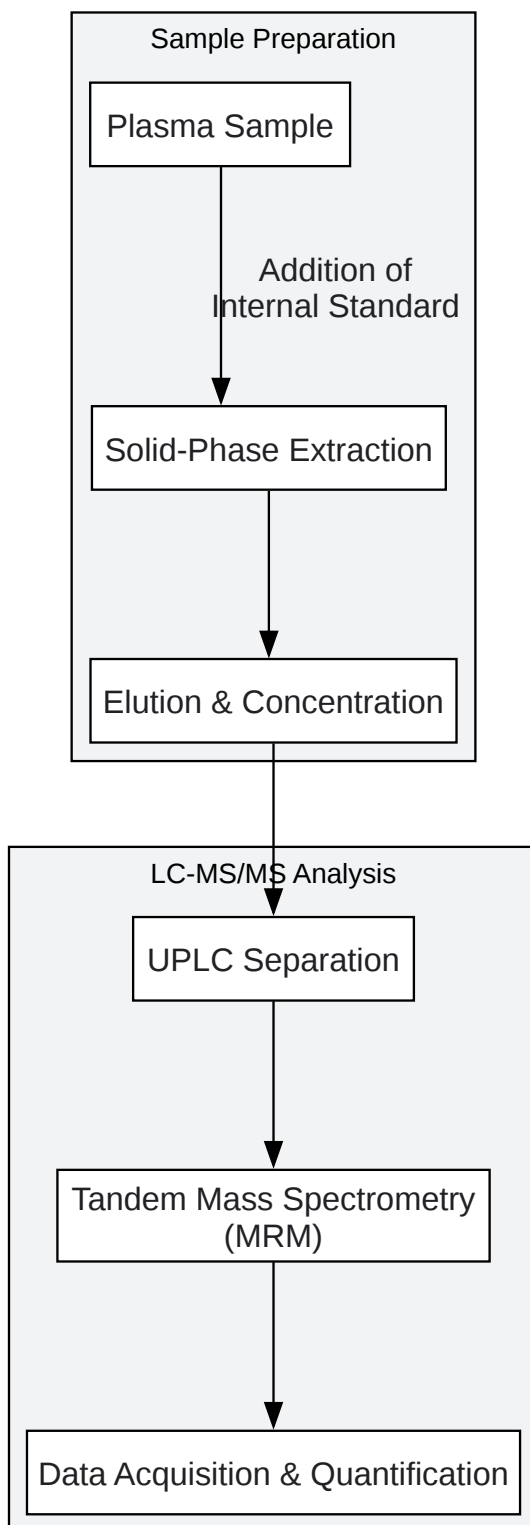 Sample Preparation
Plasma Sample
Addition of
Internal Standard
Solid-Phase Extraction
Elution & Concentration
LC-MS/MS Analysis
UPLC Separation
Tandem Mass Spectrometry
(MRM)
Data Acquisition & Quantification